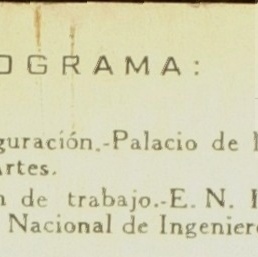 OGRAMA:
guración.-Palacio de
Artes.
n de trabajo.-E. N.
Nacional de Ingenier